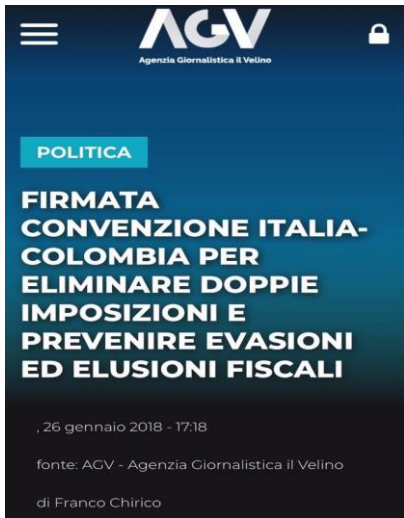 AGV
Agenzia Giornalistica il Velino
POLITICA
FIRMATA
CONVENZIONE ITALIA-
COLOMBIA PER
ELIMINARE DOPPIE
IMPOSIZIONI E
PREVENIRE EVASIONI
ED ELUSIONI FISCALI
, 26 gennaio 2018 - 17:18
fonte: AGV - Agenzia Giornalistica il Velino
di Franco Chirico